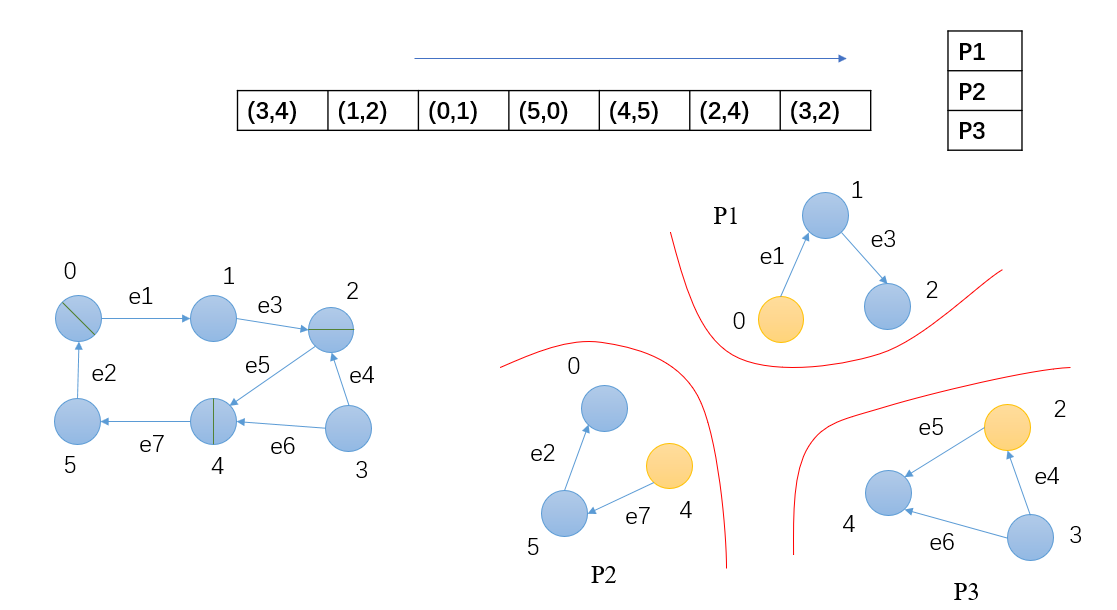 P1
P2
P3
(3,4) (1,2) (0,1) (5,0) (4,5) (2,4) (3,2)
0
e1
1
e3
2
e2
e5
e4
5
e7
4
e6
3
P1
1
e1
e3
0
2
0
e2
4
e7
5
P2
2
e5
e4
4
e6
3
P3